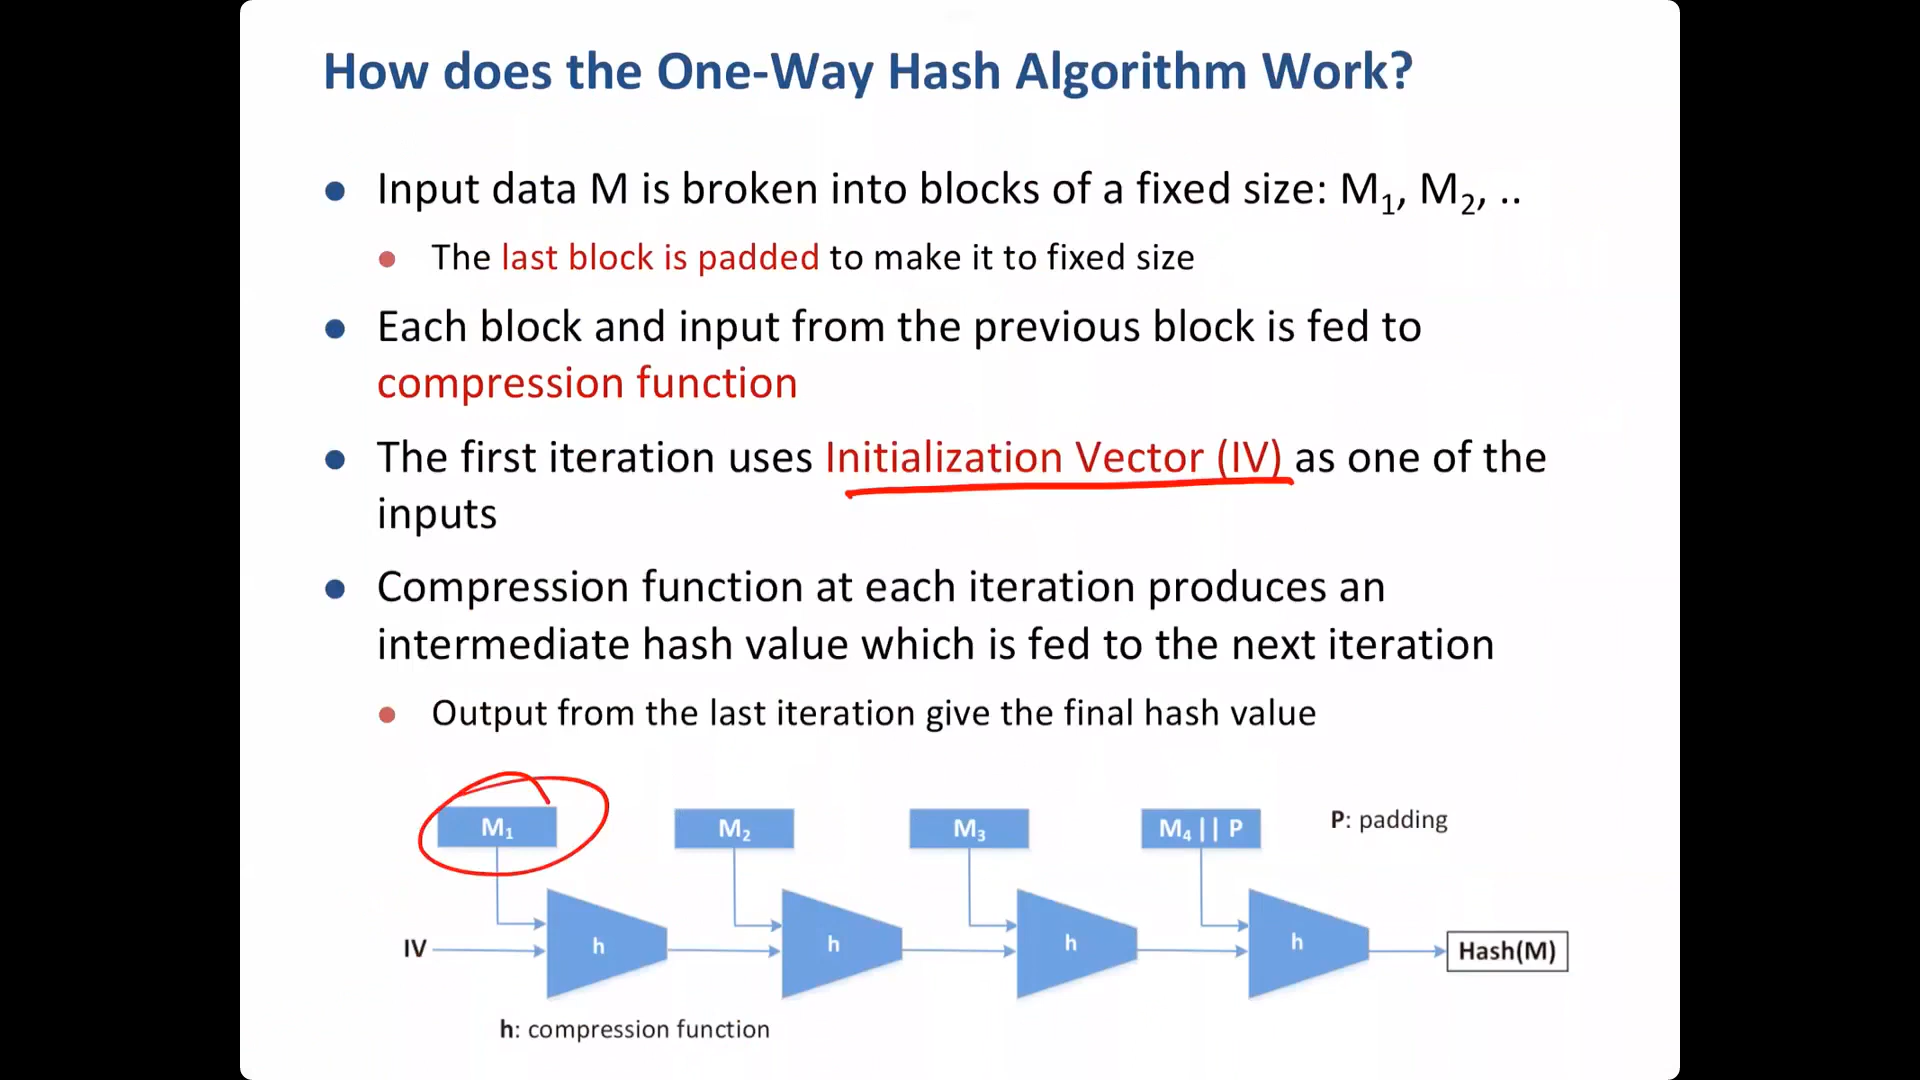 How does the One-Way Hash Algorithm Work?
Input data M is broken into blocks of a fixed size: M1, M2, ..
The last block is padded to make it to fixed size
Each block and input from the previous block is fed to
compression function
The first iteration uses Initialization Vector (IV) as one of the
inputs
Compression function at each iteration produces an
intermediate hash value which is fed to the next iteration
Output from the last iteration give the final hash value
M1 M2 M3 M4 || P P: padding
IV h h h h Hash(M)
h: compression function